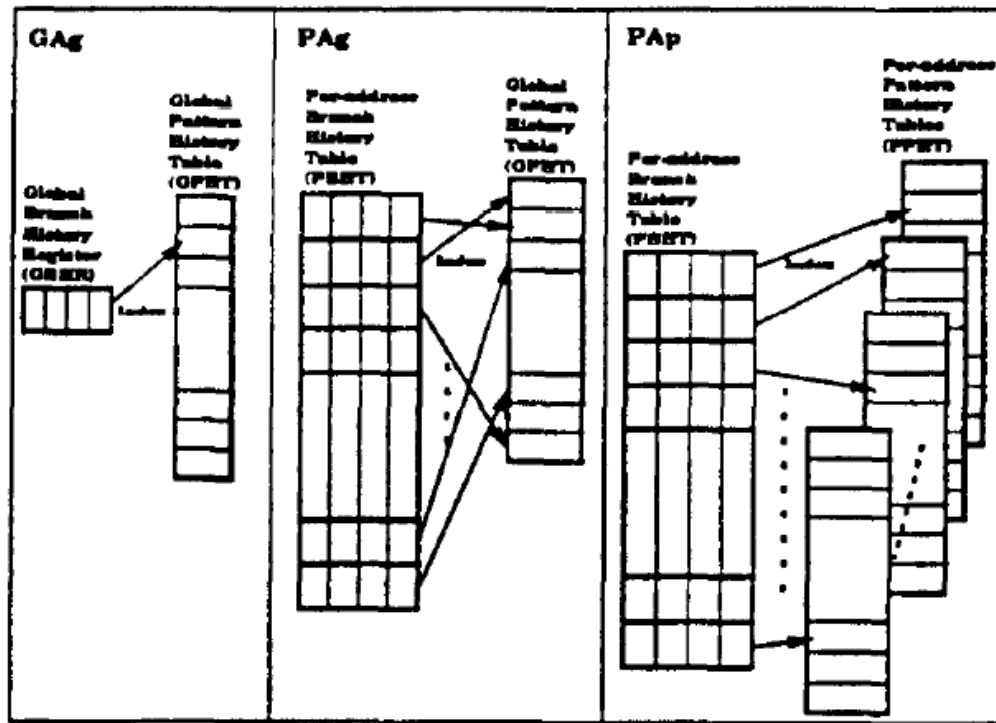 GAg
Global
Pattern
History
Table
(GPHT)
Global
Branch
History
Register
(GBHR)
Index
PAg
Per-address
Branch
History
Table
(PBHT)
Global
Pattern
History
Table
(GPHT)
Index
PAp
Per-address
Pattern
History
Tables
(PPHT)
Per-address
Branch
History
Table
(PBHT)
Index